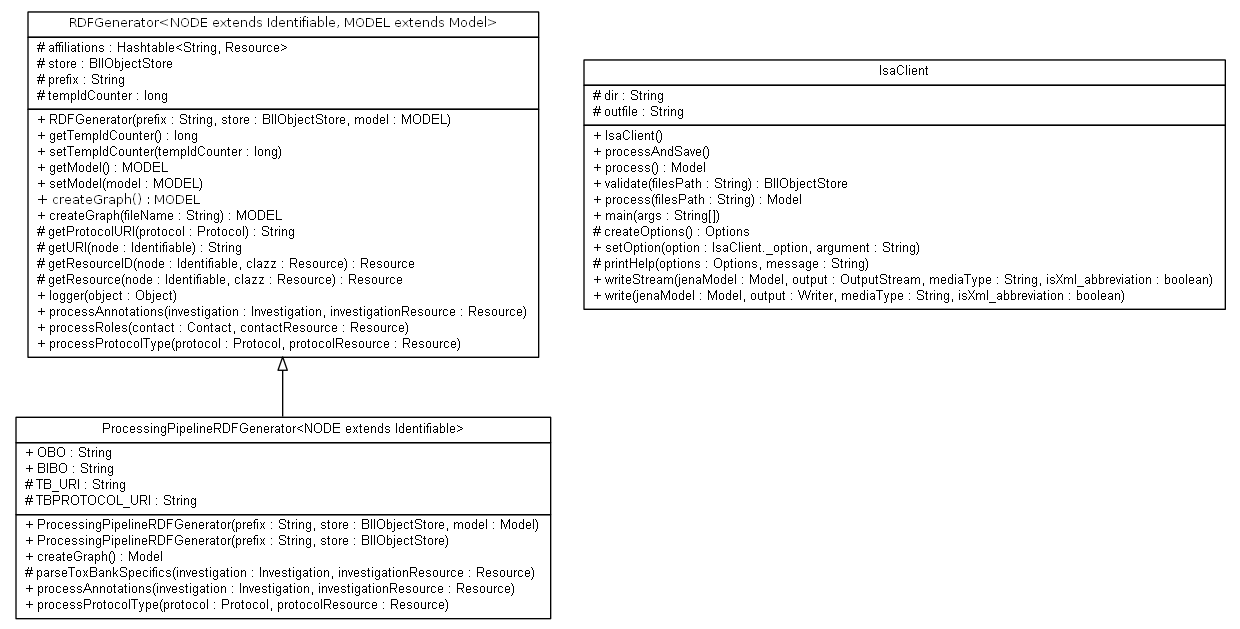 RDFGenerator<NODE extends Identifiable, MODEL extends Model>
# affiliations : Hashtable<String, Resource>
# store : BIIObjectStore
# prefix : String
# tempIdCounter : long
+ RDFGenerator(prefix : String, store : BIIObjectStore, model : MODEL)
+ getTempIdCounter() : long
+ setTempIdCounter(tempIdCounter : long)
+ getModel() : MODEL
+ setModel(model : MODEL)
+ createGraph() : MODEL
+ createGraph(fileName : String) : MODEL
# getProtocolURI(protocol : Protocol) : String
# getURI(node : Identifiable) : String
# getResourceID(node : Identifiable, clazz : Resource) : Resource
# getResource(node : Identifiable, clazz : Resource) : Resource
+ logger(object : Object)
+ processAnnotations(investigation : Investigation, investigationResource : Resource)
+ processRoles(contact : Contact, contactResource : Resource)
+ processProtocolType(protocol : Protocol, protocolResource : Resource)
IsaClient
# dir : String
# outfile : String
+ IsaClient()
+ processAndSave()
+ process() : Model
+ validate(filesPath : String) : BIIObjectStore
+ process(filesPath : String) : Model
+ main(args : String[])
# createOptions() : Options
+ setOption(option : IsaClient._option, argument : String)
# printHelp(options : Options, message : String)
+ writeStream(jenaModel : Model, output : OutputStream, mediaType : String, isXml_abbreviation : boolean)
+ write(jenaModel : Model, output : Writer, mediaType : String, isXml_abbreviation : boolean)
ProcessingPipelineRDFGenerator<NODE extends Identifiable>
+ OBO : String
+ BIBO : String
# TB_URI : String
# TBPROTOCOL_URI : String
+ ProcessingPipelineRDFGenerator(prefix : String, store : BIIObjectStore, model : Model)
+ ProcessingPipelineRDFGenerator(prefix : String, store : BIIObjectStore)
+ createGraph() : Model
# parseToxBankSpecifics(investigation : Investigation, investigationResource : Resource)
+ processAnnotations(investigation : Investigation, investigationResource : Resource)
+ processProtocolType(protocol : Protocol, protocolResource : Resource)